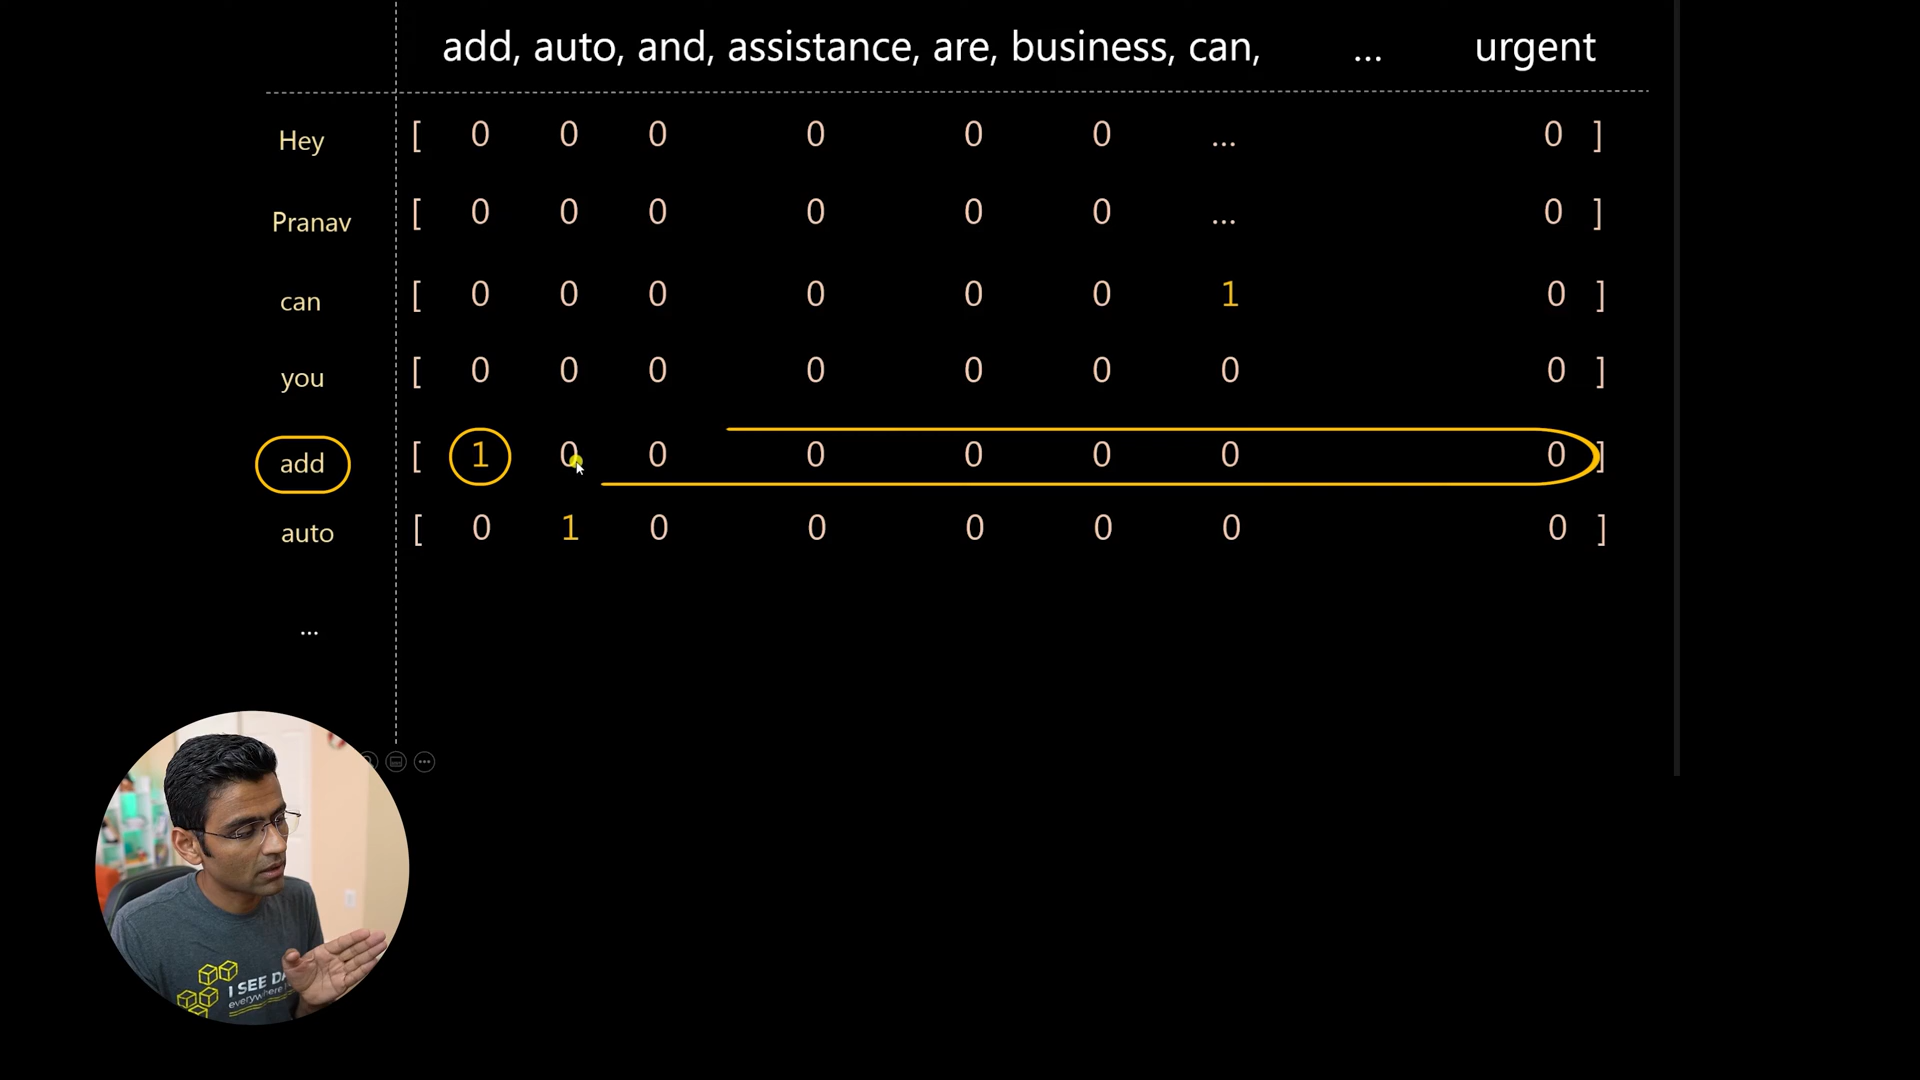 add, auto, and, assistance, are, business, can, ... urgent
Hey [ 0 0 0 0 0 0 ... 0 ]
Pranav [ 0 0 0 0 0 0 ... 0 ]
can [ 0 0 0 0 0 0 1 0 ]
you [ 0 0 0 0 0 0 0 0 ]
add [ 1 0 0 0 0 0 0 0 ]
auto [ 0 1 0 0 0 0 0 0 ]
...
I SEE
everywhere